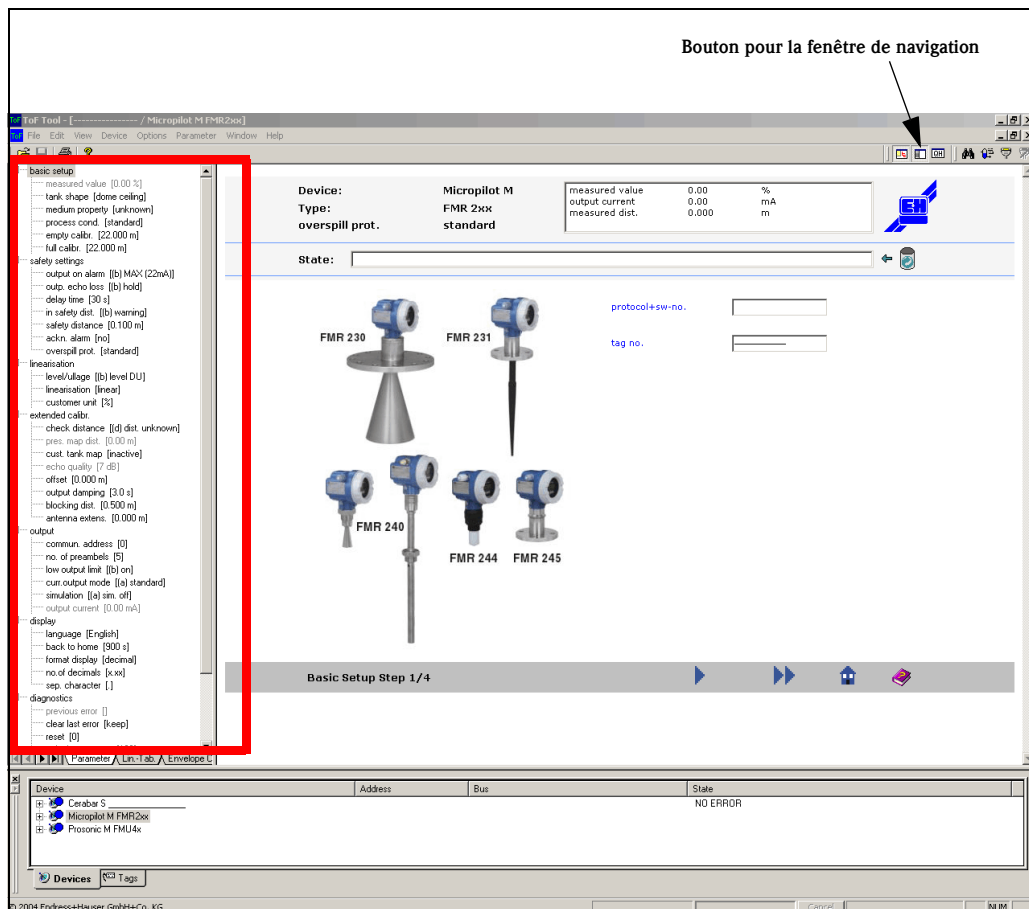 Bouton pour la fenêtre de navigation
ToF Tool - [---------------- / Micropilot M FMR2xx]
File Edit View Device Options Parameter Window Help
basic setup
measured value [0.00 %]
tank shape [dome ceiling]
medium property [unknown]
process cond. [standard]
empty calibr. [22.000 m]
full calibr. [22.000 m]
safety settings
output on alarm [(b) MAX (22mA)]
outp. echo loss [(b) hold]
delay time [30 s]
in safety dist. [(b) warning]
safety distance [0.100 m]
ackn. alarm [no]
overspill prot. [standard]
linearisation
level/ullage [(b) level DU]
linearisation [linear]
customer unit [%]
extended calibr.
check distance [(d) dist. unknown]
pres. map dist. [0.00 m]
cust. tank map [inactive]
echo quality [7 dB]
offset [0.000 m]
output damping [3.0 s]
blocking dist. [0.500 m]
antenna extens. [0.000 m]
output
commun. address [0]
no. of preambels [5]
low output limit [(b) on]
curr.output mode [(a) standard]
simulation [(a) sim. off]
output current [0.00 mA]
display
language [English]
back to home [900 s]
format display [decimal]
no.of decimals [x.xx]
sep. character [.]
diagnostics
previous error []
clear last error [keep]
reset [0]
Parameter Lin.-Tab. Envelope C
Device: Micropilot M
Type: FMR 2xx
overspill prot. standard
measured value 0.00 %
output current 0.00 mA
measured dist. 0.000 m
EH
State:
protocol+sw-no.
tag no.
FMR 230
FMR 231
FMR 240
FMR 244
FMR 245
Basic Setup Step 1/4
Device Address Bus State
Cerabar S NO ERROR
Micropilot M FMR2xx
Prosonic M FMU4x
Devices Tags
© 2004 Endress+Hauser GmbH+Co. KG
Cancel
NUM